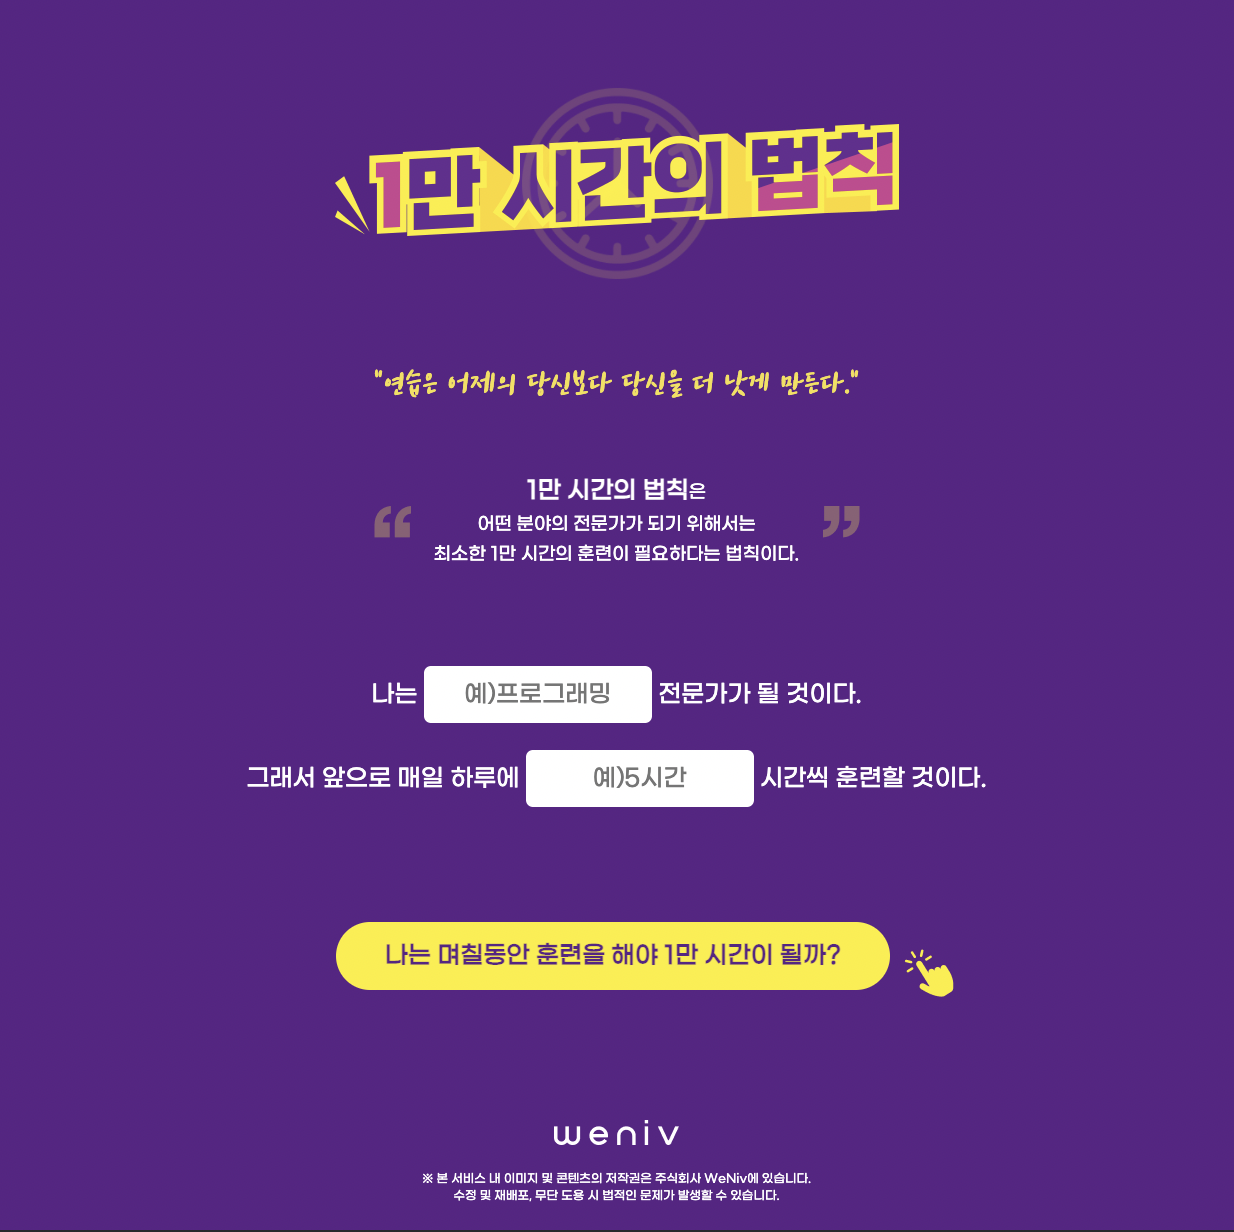 1만 시간의 법칙
"연습은 어제의 당신보다 당신을 더 낫게 만든다."
“ 1만 시간의 법칙은 ”
어떤 분야의 전문가가 되기 위해서는
최소한 1만 시간의 훈련이 필요하다는 법칙이다.
나는 예)프로그래밍 전문가가 될 것이다.
그래서 앞으로 매일 하루에 예)5시간 시간씩 훈련할 것이다.
나는 며칠동안 훈련을 해야 1만 시간이 될까?
weniv
※ 본 서비스 내 이미지 및 콘텐츠의 저작권은 주식회사 WeNiv에 있습니다.
수정 및 재배포, 무단 도용 시 법적인 문제가 발생할 수 있습니다.